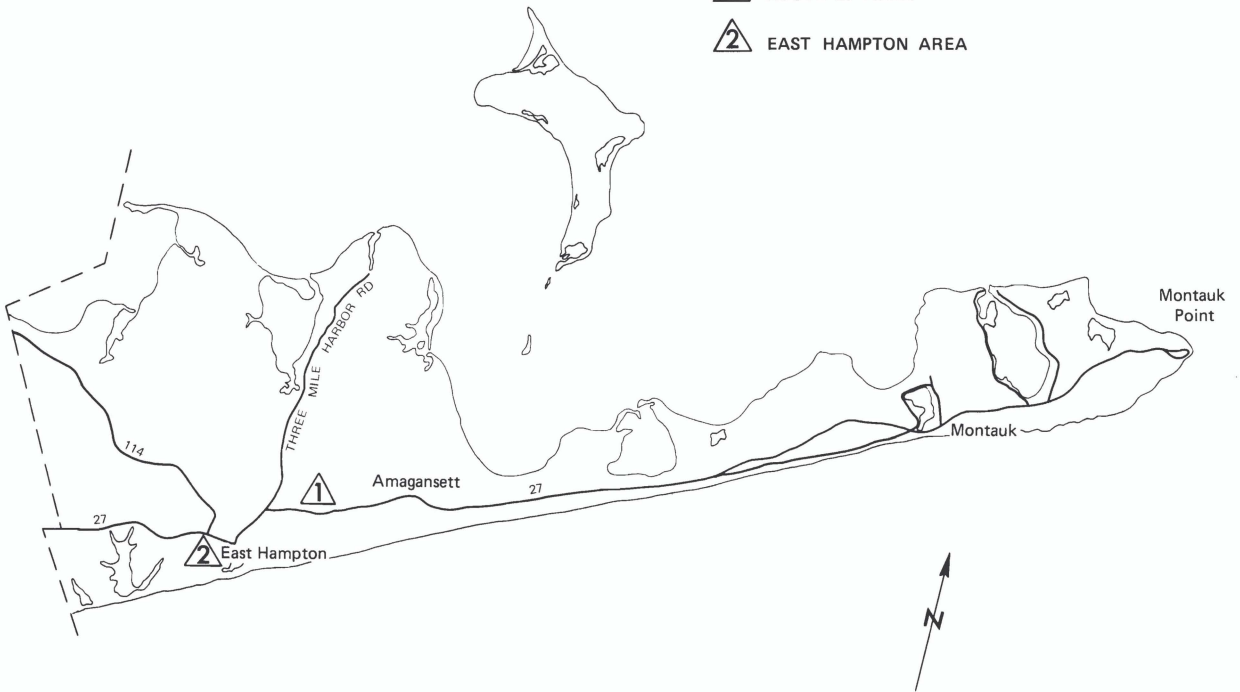 2 EAST HAMPTON AREA
THREE MILE HARBOR RD
Montauk
Point
114
1
Amagansett
27
Montauk
27
2
East Hampton
N